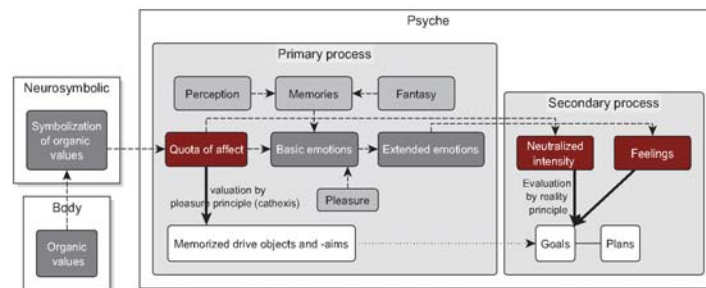 Psyche
Primary process
Neurosymbolic
Perception
Memories
Fantasy
Secondary process
Symbolization
of organic
values
Quota of affect
Basic emotions
Extended emotions
Neutralized
intensity
Feelings
valuation by
pleasure principle (cathexis)
Pleasure
Evaluation
by reality
principle
Body
Organic
values
Memorized drive objects and -aims
Goals
Plans